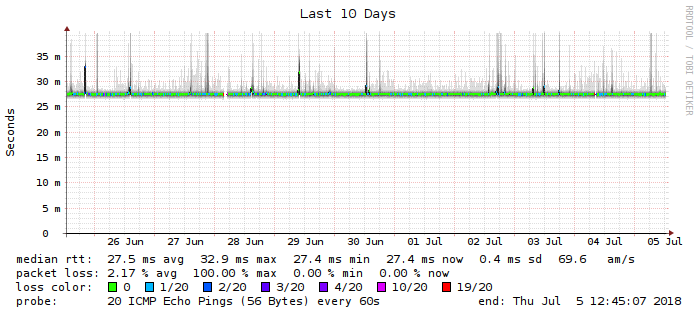 Last 10 Days
RRDTOOL / TOBI OETIKER
Seconds
35 m
30 m
25 m
20 m
15 m
10 m
5 m
0
26 Jun 27 Jun 28 Jun 29 Jun 30 Jun 01 Jul 02 Jul 03 Jul 04 Jul 05 Jul
median rtt: 27.5 ms avg 32.9 ms max 27.4 ms min 27.4 ms now 0.4 ms sd 69.6 am/s
packet loss: 2.17 % avg 100.00 % max 0.00 % min 0.00 % now
loss color: 0 1/20 2/20 3/20 4/20 10/20 19/20
probe: 20 ICMP Echo Pings (56 Bytes) every 60s end: Thu Jul 5 12:45:07 2018